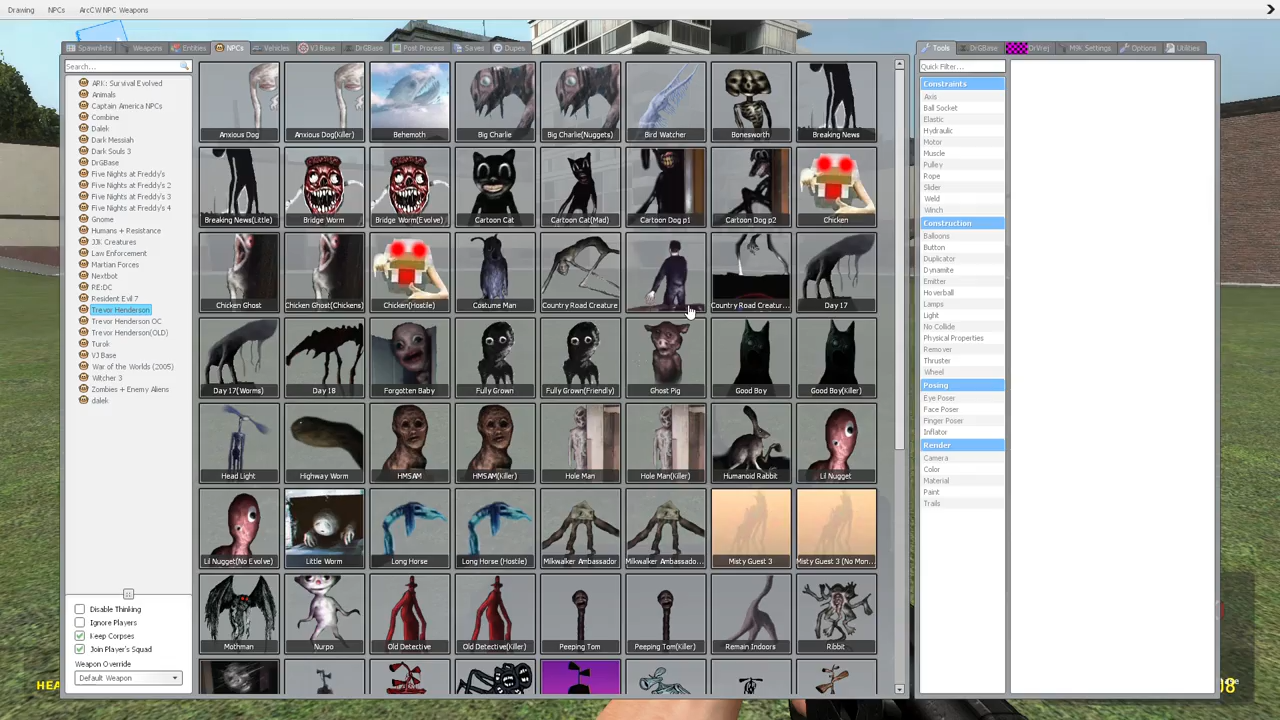 Drawing NPCs ArcCW NPC Weapons
Spawnlists Weapons Entities NPCs Vehicles VJ Base DrGBase Post Process Saves Dupes
Tools DrGBase DrVrej M9k Settings Options Utilities
Search...
ARK: Survival Evolved
Animals
Captain America NPCs
Combine
Dalek
Dark Messiah
Dark Souls 3
DrGBase
Five Nights at Freddy's
Five Nights at Freddy's 2
Five Nights at Freddy's 3
Five Nights at Freddy's 4
Gnome
Humans + Resistance
JJK Creatures
Law Enforcement
Martian Forces
Nextbot
RE:DC
Resident Evil 7
Trevor Henderson
Trevor Henderson OC
Trevor Henderson(OLD)
Turok
VJ Base
War of the Worlds (2005)
Witcher 3
Zombies + Enemy Aliens
dalek
Disable Thinking
Ignore Players
Keep Corpses
Join Player's Squad
Weapon Override
Default Weapon
Anxious Dog Anxious Dog(Killer) Behemoth Big Charlie Big Charlie(Nuggets) Bird Watcher Bonesworth Breaking News
Breaking News(Little) Bridge Worm Bridge Worm(Evolve) Cartoon Cat Cartoon Cat(Mad) Cartoon Dog p1 Cartoon Dog p2 Chicken
Chicken Ghost Chicken Ghost(Chickens) Chicken(Hostile) Costume Man Country Road Creature Country Road Creatur... Day 17
Day 17(Worms) Day 18 Forgotten Baby Fully Grown Fully Grown(Friendly) Ghost Pig Good Boy Good Boy(Killer)
Head Light Highway Worm HMSAM HMSAM(Killer) Hole Man Hole Man(Killer) Humanoid Rabbit Lil Nugget
Lil Nugget(No Evolve) Little Worm Long Horse Long Horse (Hostile) Milkwalker Ambassador Milkwalker Ambassado... Misty Guest 3 Misty Guest 3 (No Mon...
Mothman Nurpo Old Detective Old Detective(Killer) Peeping Tom Peeping Tom(Killer) Remain Indoors Ribbit
Quick Filter...
Constraints
Axis
Ball Socket
Elastic
Hydraulic
Motor
Muscle
Pulley
Rope
Slider
Weld
Winch
Construction
Balloons
Button
Duplicator
Dynamite
Emitter
Hoverball
Lamps
Light
No Collide
Physical Properties
Remover
Thruster
Wheel
Posing
Eye Poser
Face Poser
Finger Poser
Inflator
Render
Camera
Color
Material
Paint
Trails